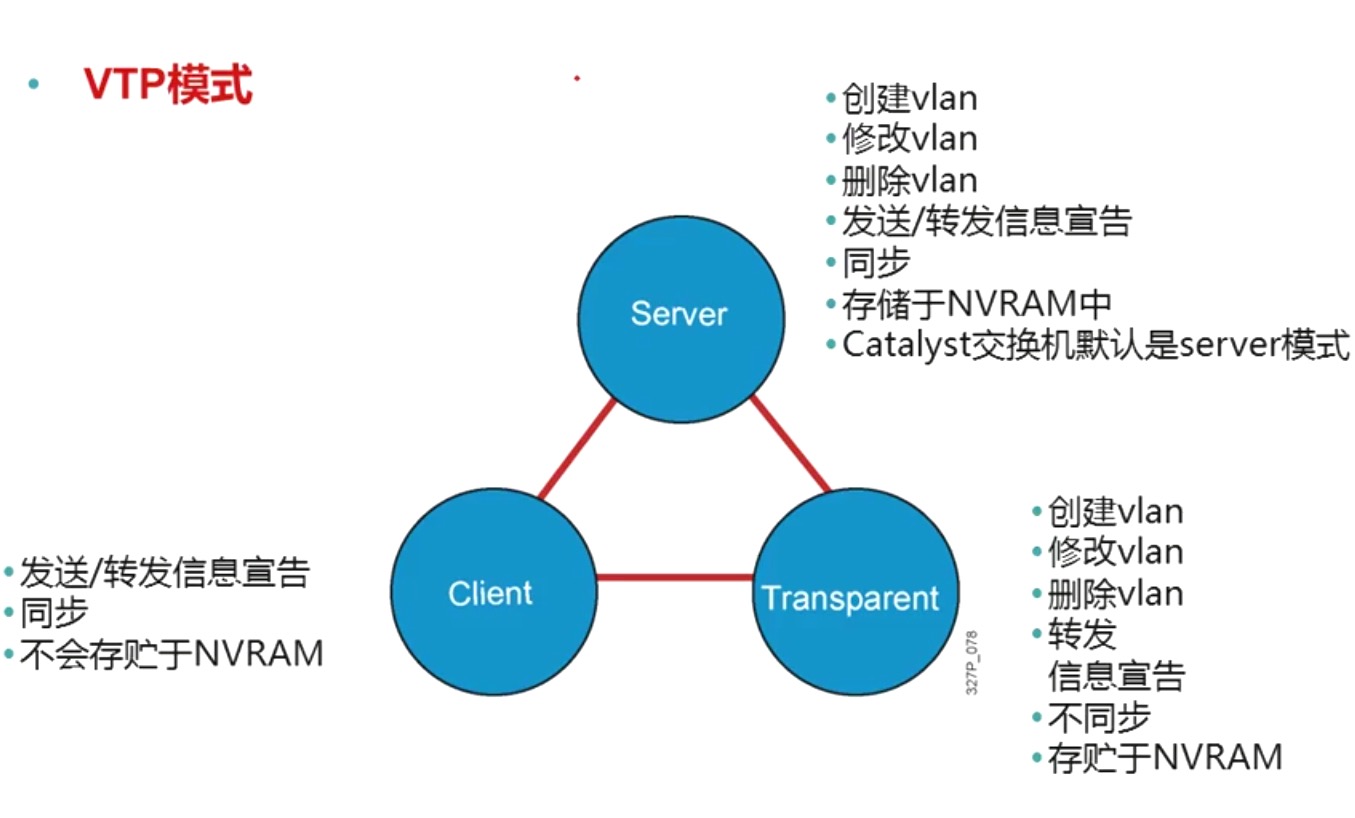 VTP模式
创建vlan
修改vlan
删除vlan
发送/转发信息宣告
同步
存储于NVRAM中
Catalyst交换机默认是server模式
Server
Client
Transparent
发送/转发信息宣告
同步
不会存贮于NVRAM
创建vlan
修改vlan
删除vlan
转发
信息宣告
不同步
存贮于NVRAM
327P_078